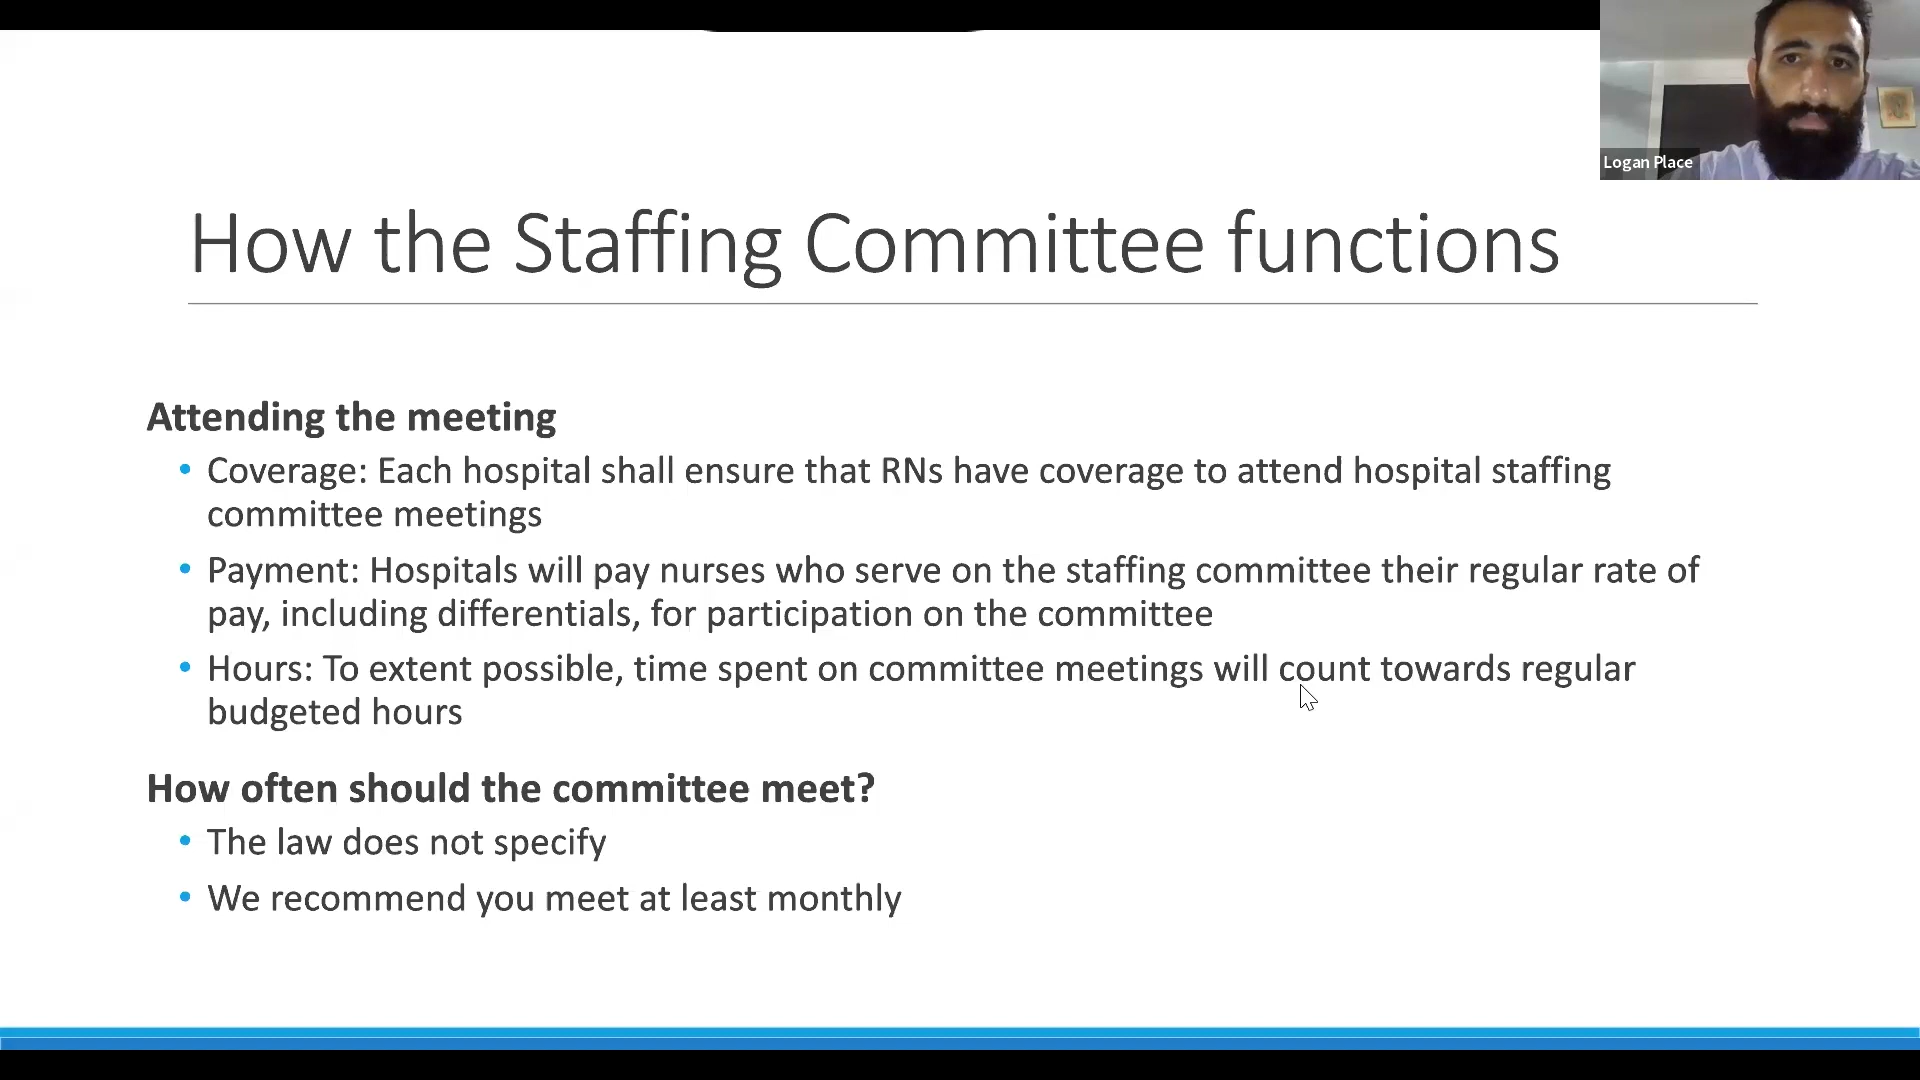 Logan Place
How the Staffing Committee functions
Attending the meeting
• Coverage: Each hospital shall ensure that RNs have coverage to attend hospital staffing
committee meetings
• Payment: Hospitals will pay nurses who serve on the staffing committee their regular rate of
pay, including differentials, for participation on the committee
• Hours: To extent possible, time spent on committee meetings will count towards regular
budgeted hours
How often should the committee meet?
• The law does not specify
• We recommend you meet at least monthly